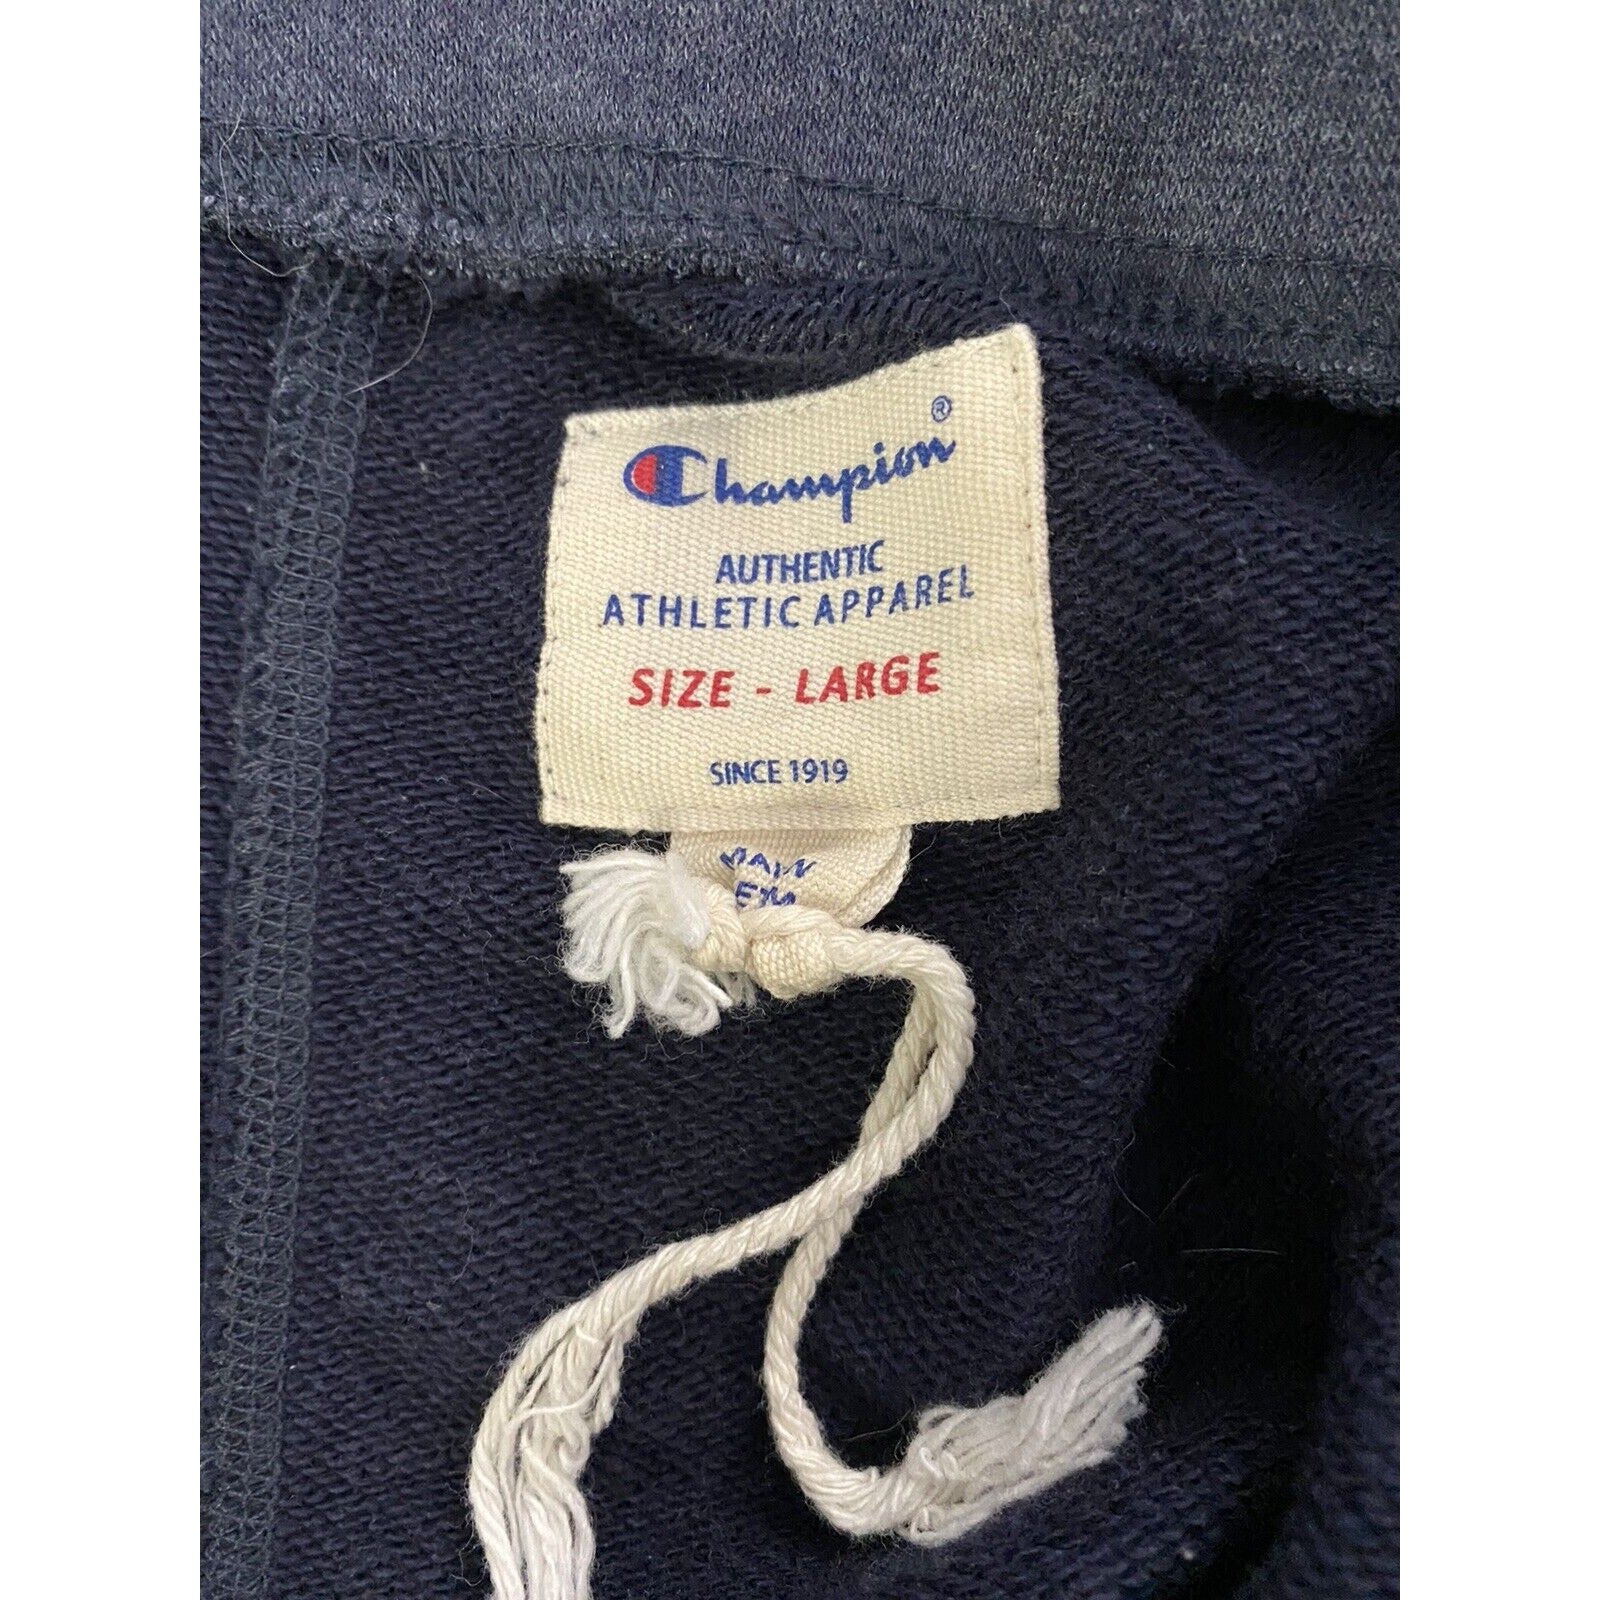 Champion®
AUTHENTIC
ATHLETIC APPAREL
SIZE - LARGE
SINCE 1919